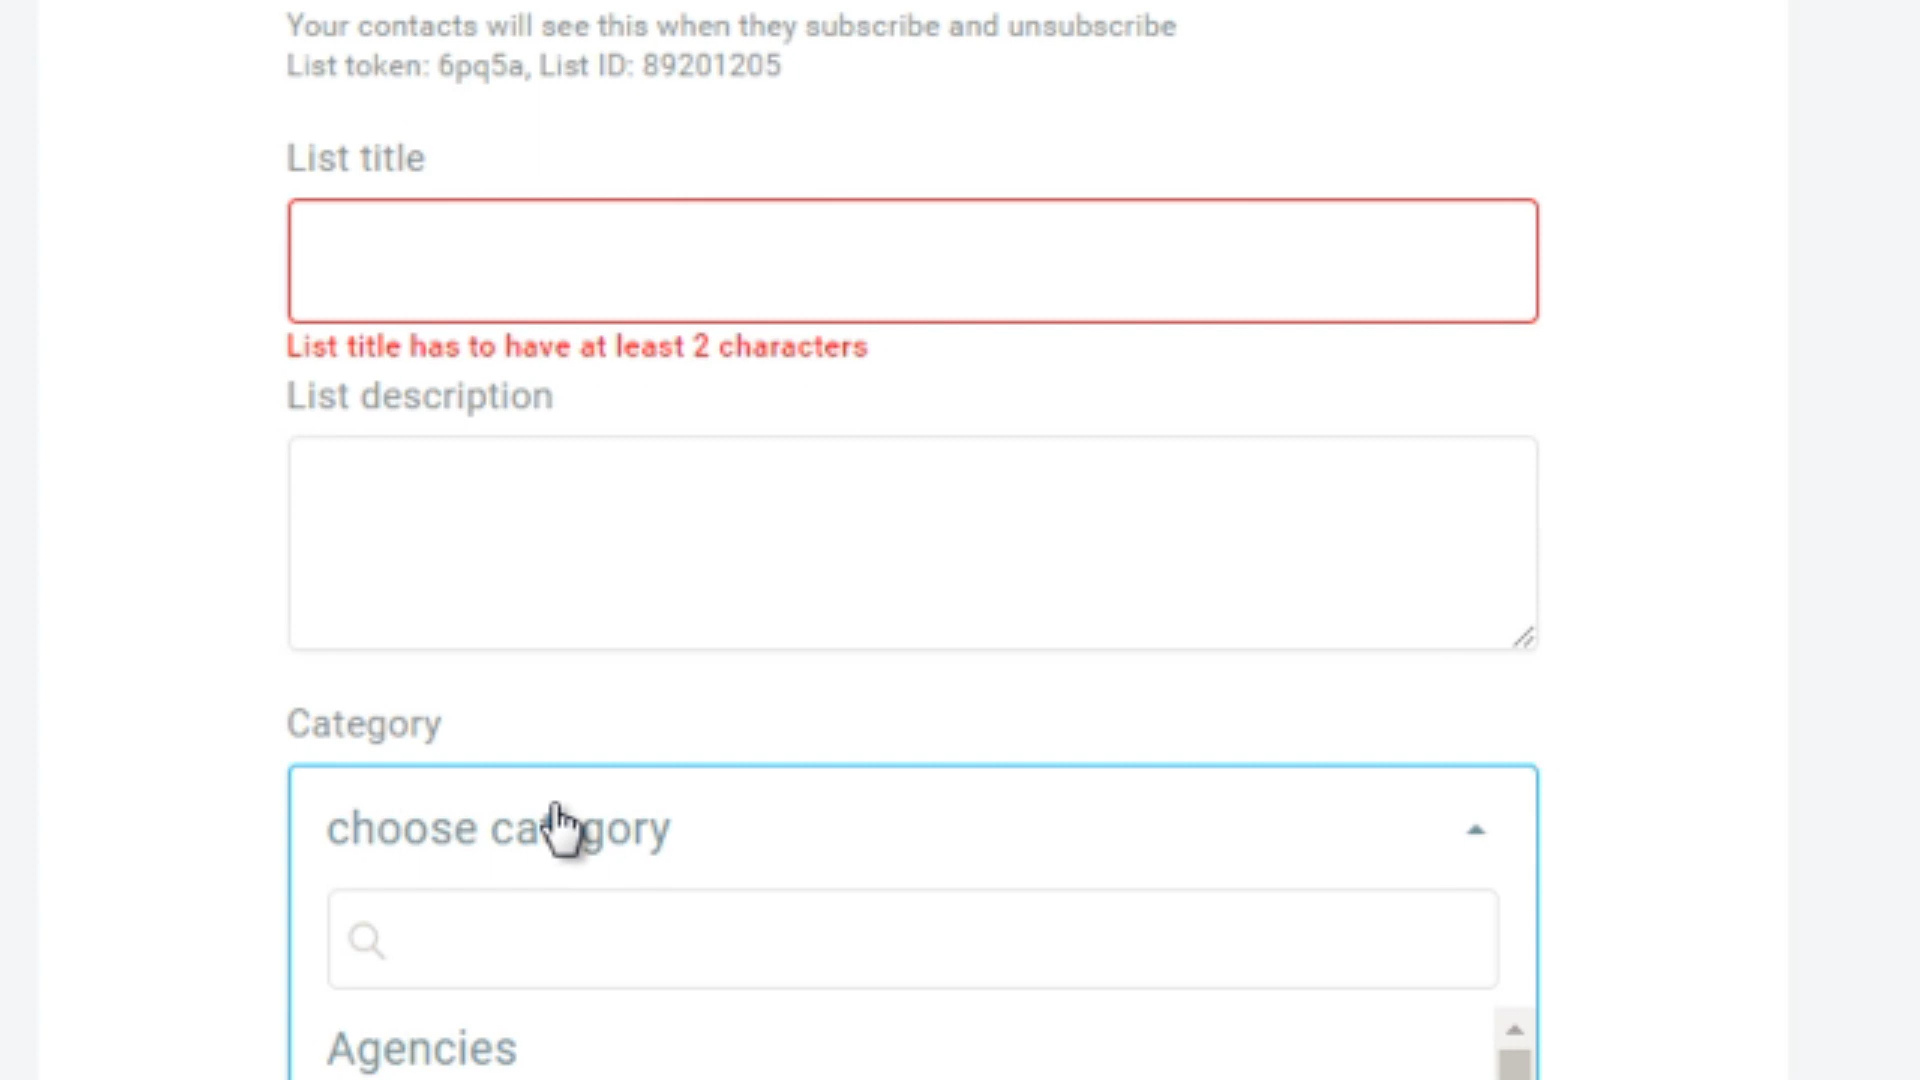 Your contacts will see this when they subscribe and unsubscribe
List token: 6pq5a, List ID: 89201205
List title
List title has to have at least 2 characters
List description
Category
choose category
Agencies